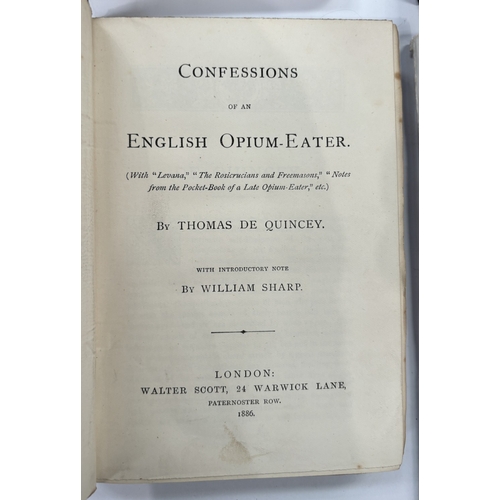 CONFESSIONS
OF AN
ENGLISH OPIUM-EATER.
(With "Levana," "The Rosicrucians and Freemasons," "Notes
from the Pocket-Book of a Late Opium-Eater," etc.)
BY THOMAS DE QUINCEY.
WITH INTRODUCTORY NOTE
BY WILLIAM SHARP.
LONDON:
WALTER SCOTT, 24 WARWICK LANE,
PATERNOSTER ROW.
1886.